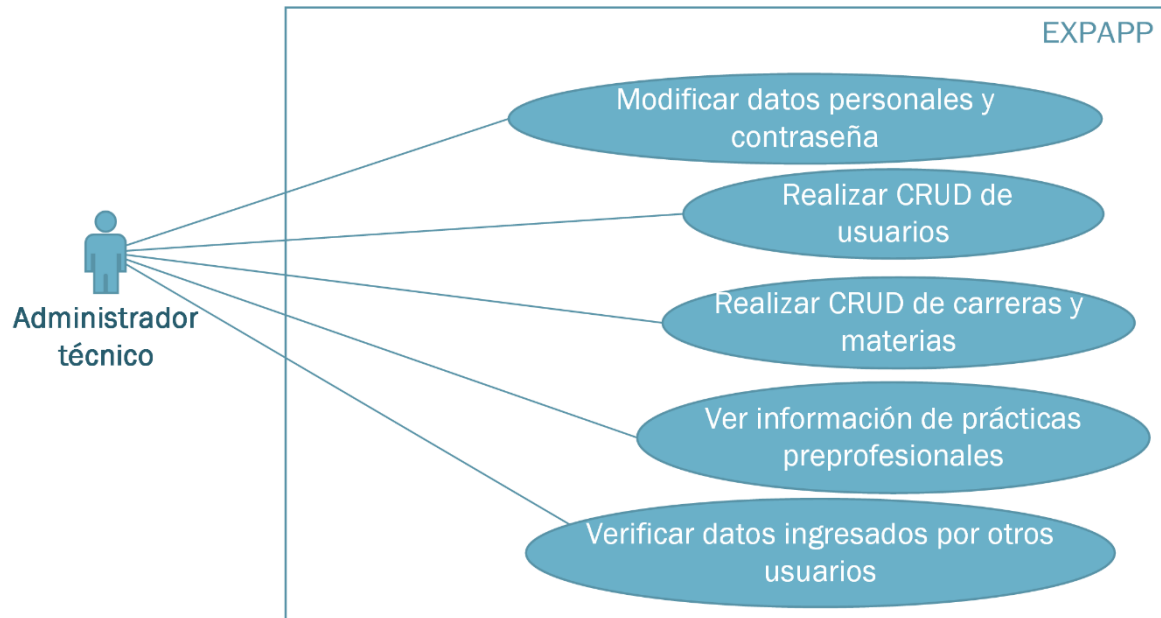 EXPAPP
Modificar datos personales y
contraseña
Realizar CRUD de
usuarios
Administrador
técnico
Realizar CRUD de carreras y
materias
Ver información de prácticas
preprofesionales
Verificar datos ingresados por otros
usuarios